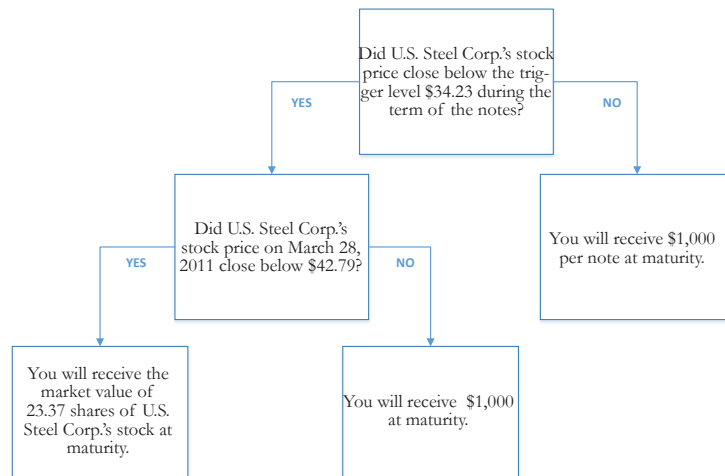 Did U.S. Steel Corp.'s stock
price close below the trig-
ger level $34.23 during the
term of the notes?
YES
NO
Did U.S. Steel Corp.'s
stock price on March 28,
2011 close below $42.79?
You will receive $1,000
per note at maturity.
YES
NO
You will receive the
market value of
23.37 shares of U.S.
Steel Corp.'s stock at
maturity.
You will receive $1,000
at maturity.